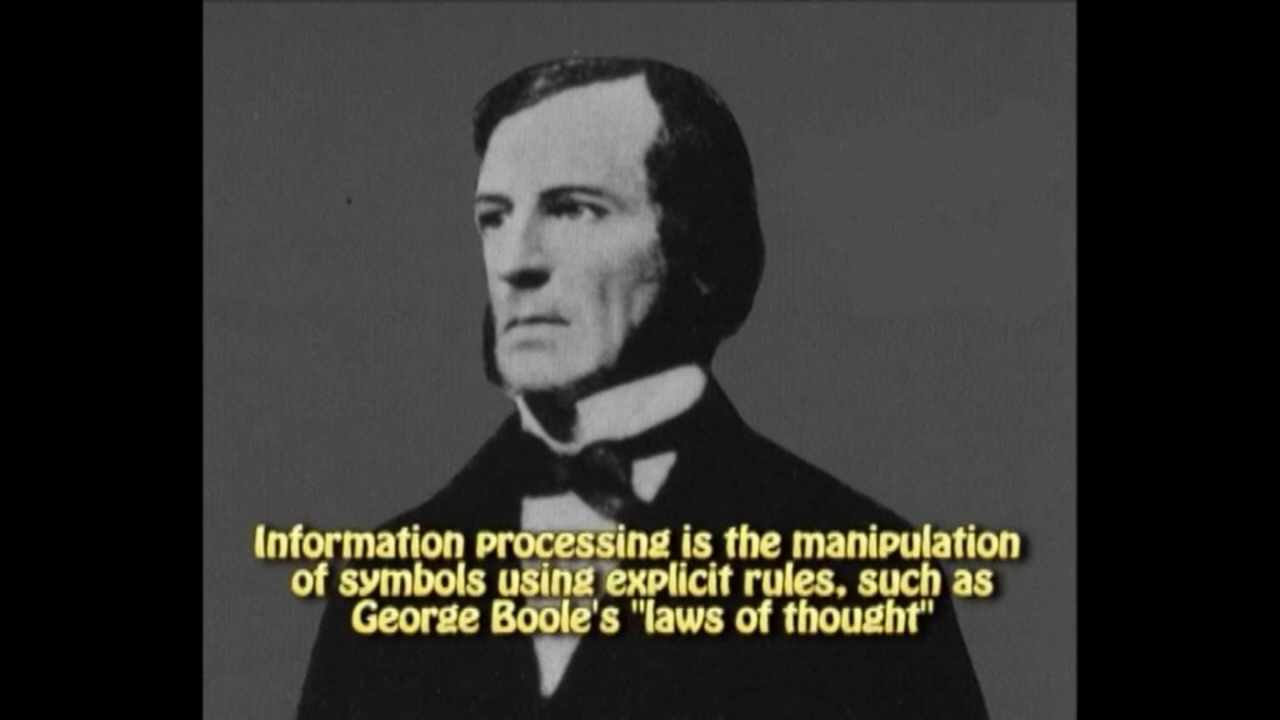 Information processing is the manipulation
of symbols using explicit rules, such as
George Boole's "laws of thought"